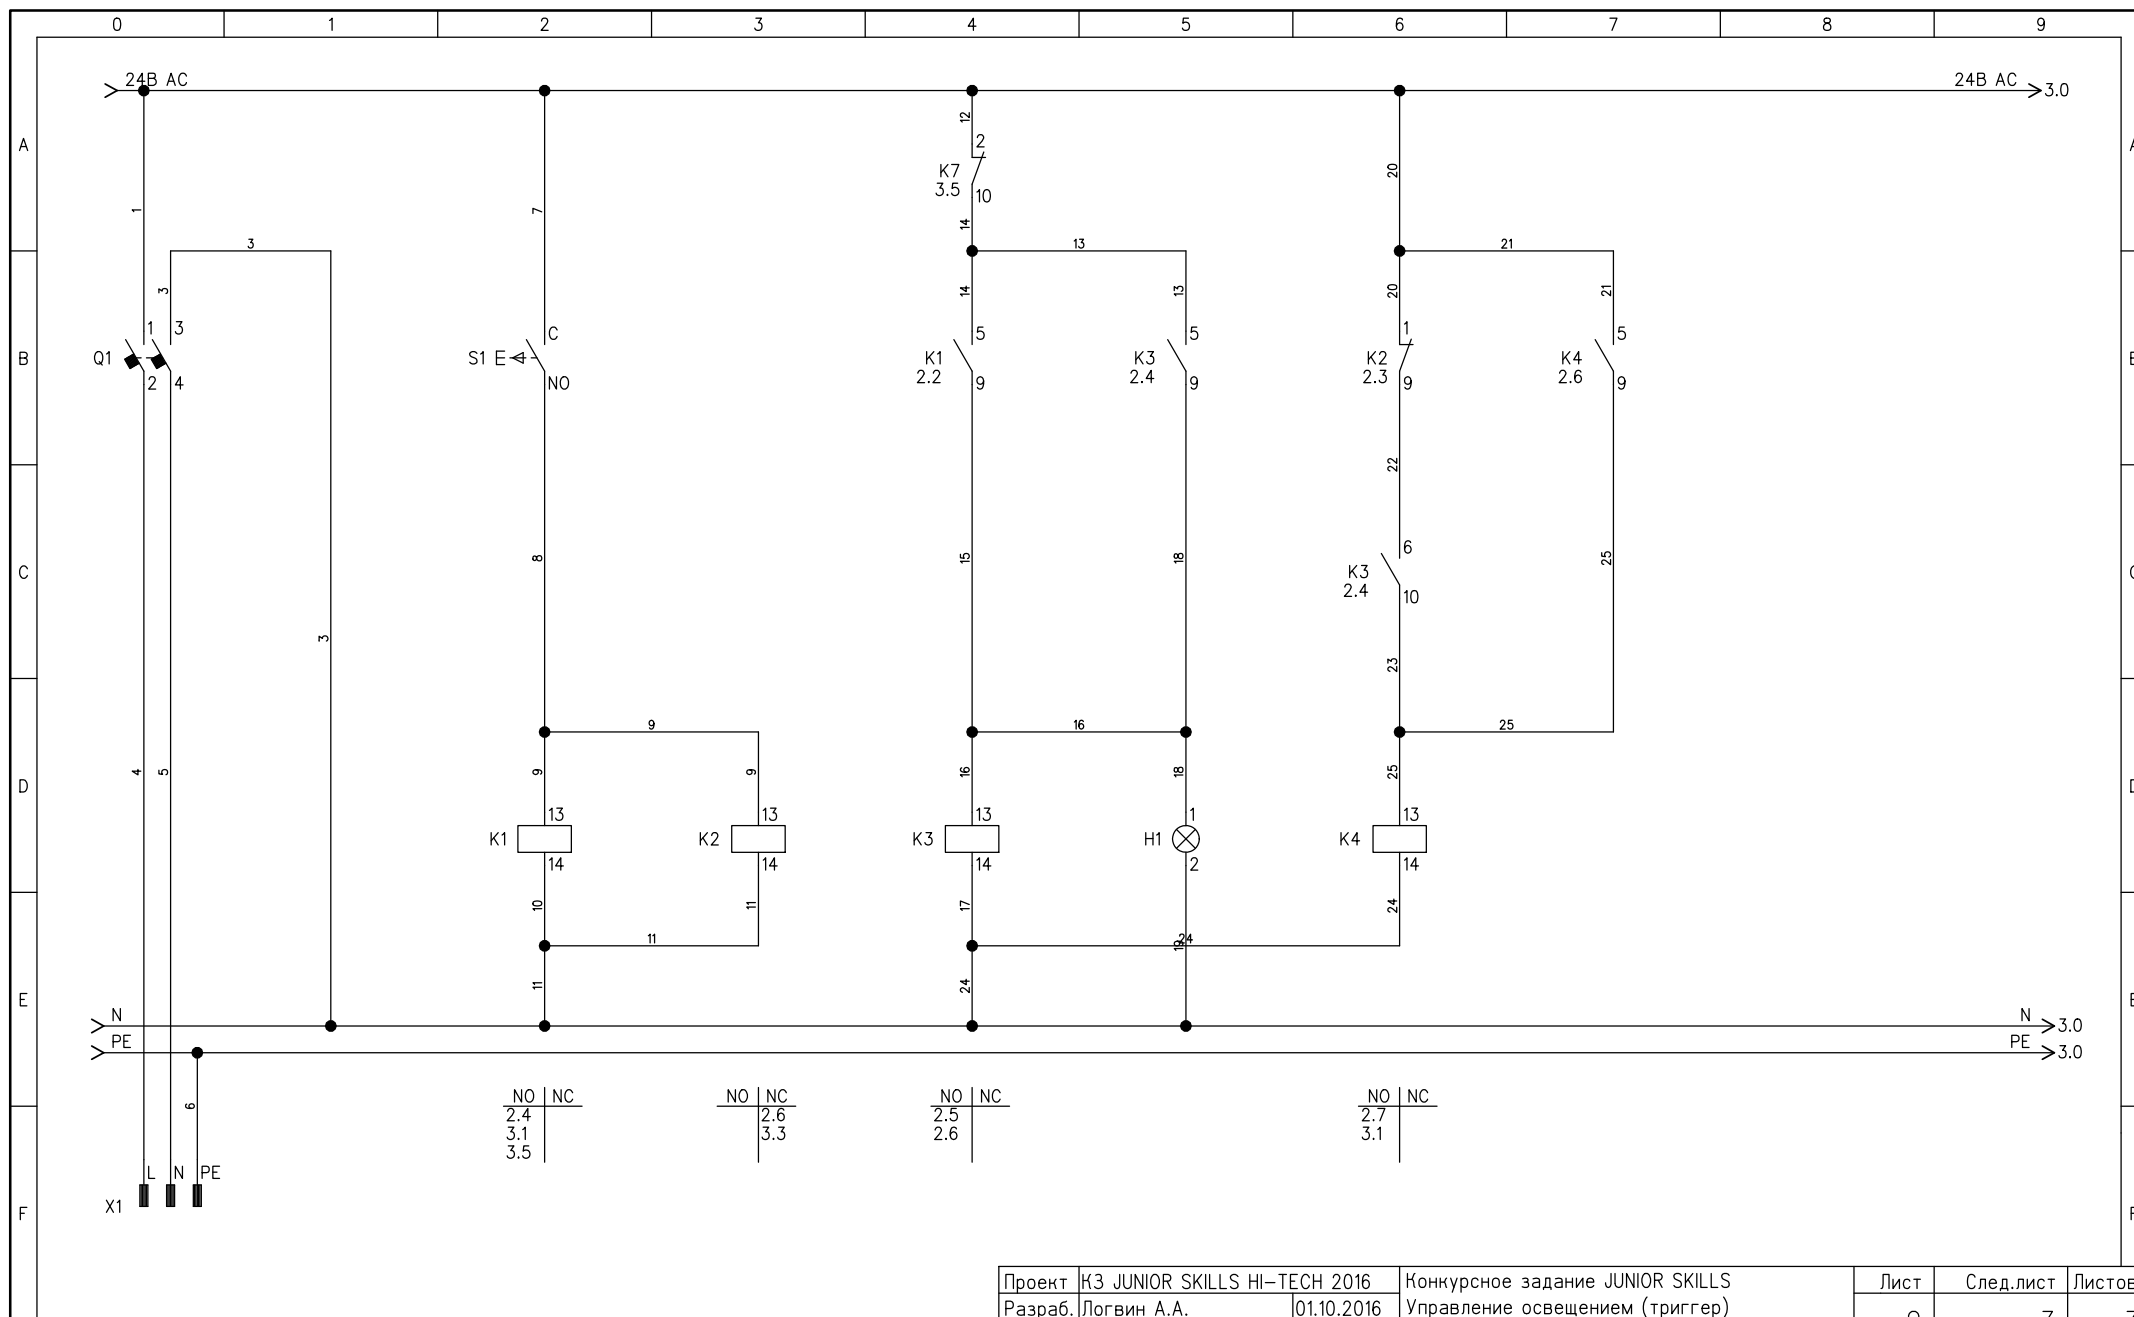 0 1 2 3 4 5 6 7 8 9
24В AC 24В AC 3.0
12
A 2
K7
3.5 10
20
1 7 14
3 13 21
3 14 13 20 21
1 3 C 5 5 1 5
B Q1 S1 K1 K3 K2 K4
2.2 2.4 2.3 2.6
2 4 NO 9 9 9 9
22
6
C 8 15 18 K3 25
2.4
10
3 23
9 16 25
D 4 5 9 9 16 18 25
13 13 13 1 13
K1 K2 K3 H1 K4
14 14 14 2 14
10 11 17 24
11 19 24
E 11 24
N N 3.0
PE PE 3.0
6 NO NC NO NC NO NC NO NC
2.4 2.6 2.5 2.7
3.1 3.3 2.6 3.1
3.5
L N PE
X1
F
Проект КЗ JUNIOR SKILLS HI-TECH 2016 Конкурсное задание JUNIOR SKILLS Лист След.лист Листов
Разраб. Логвин А.А. 01.10.2016 Управление освещением (триггер)